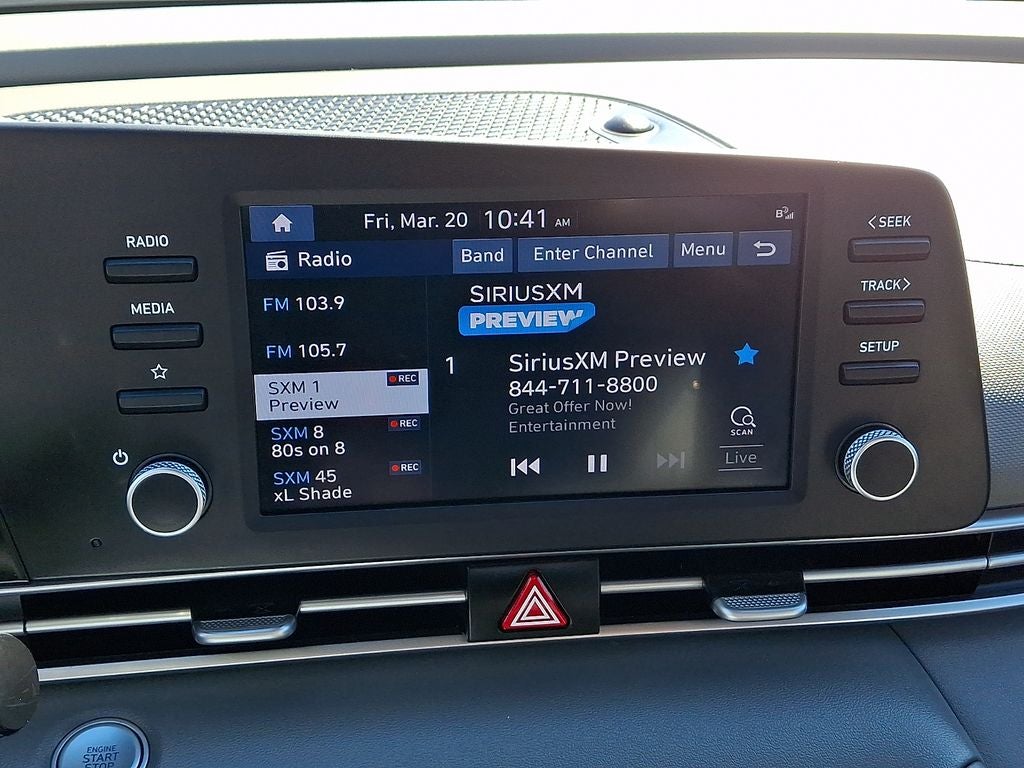 Fri, Mar. 20 10:41 AM
RADIO
MEDIA
Radio
Band
Enter Channel
Menu
FM 103.9
FM 105.7
SXM 1 REC
Preview
SXM 8 REC
80s on 8
SXM 45 REC
xL Shade
SIRIUSXM
PREVIEW
1 SiriusXM Preview
844-711-8800
Great Offer Now!
Entertainment
SCAN
Live
< SEEK
TRACK >
SETUP
ENGINE
START
STOP